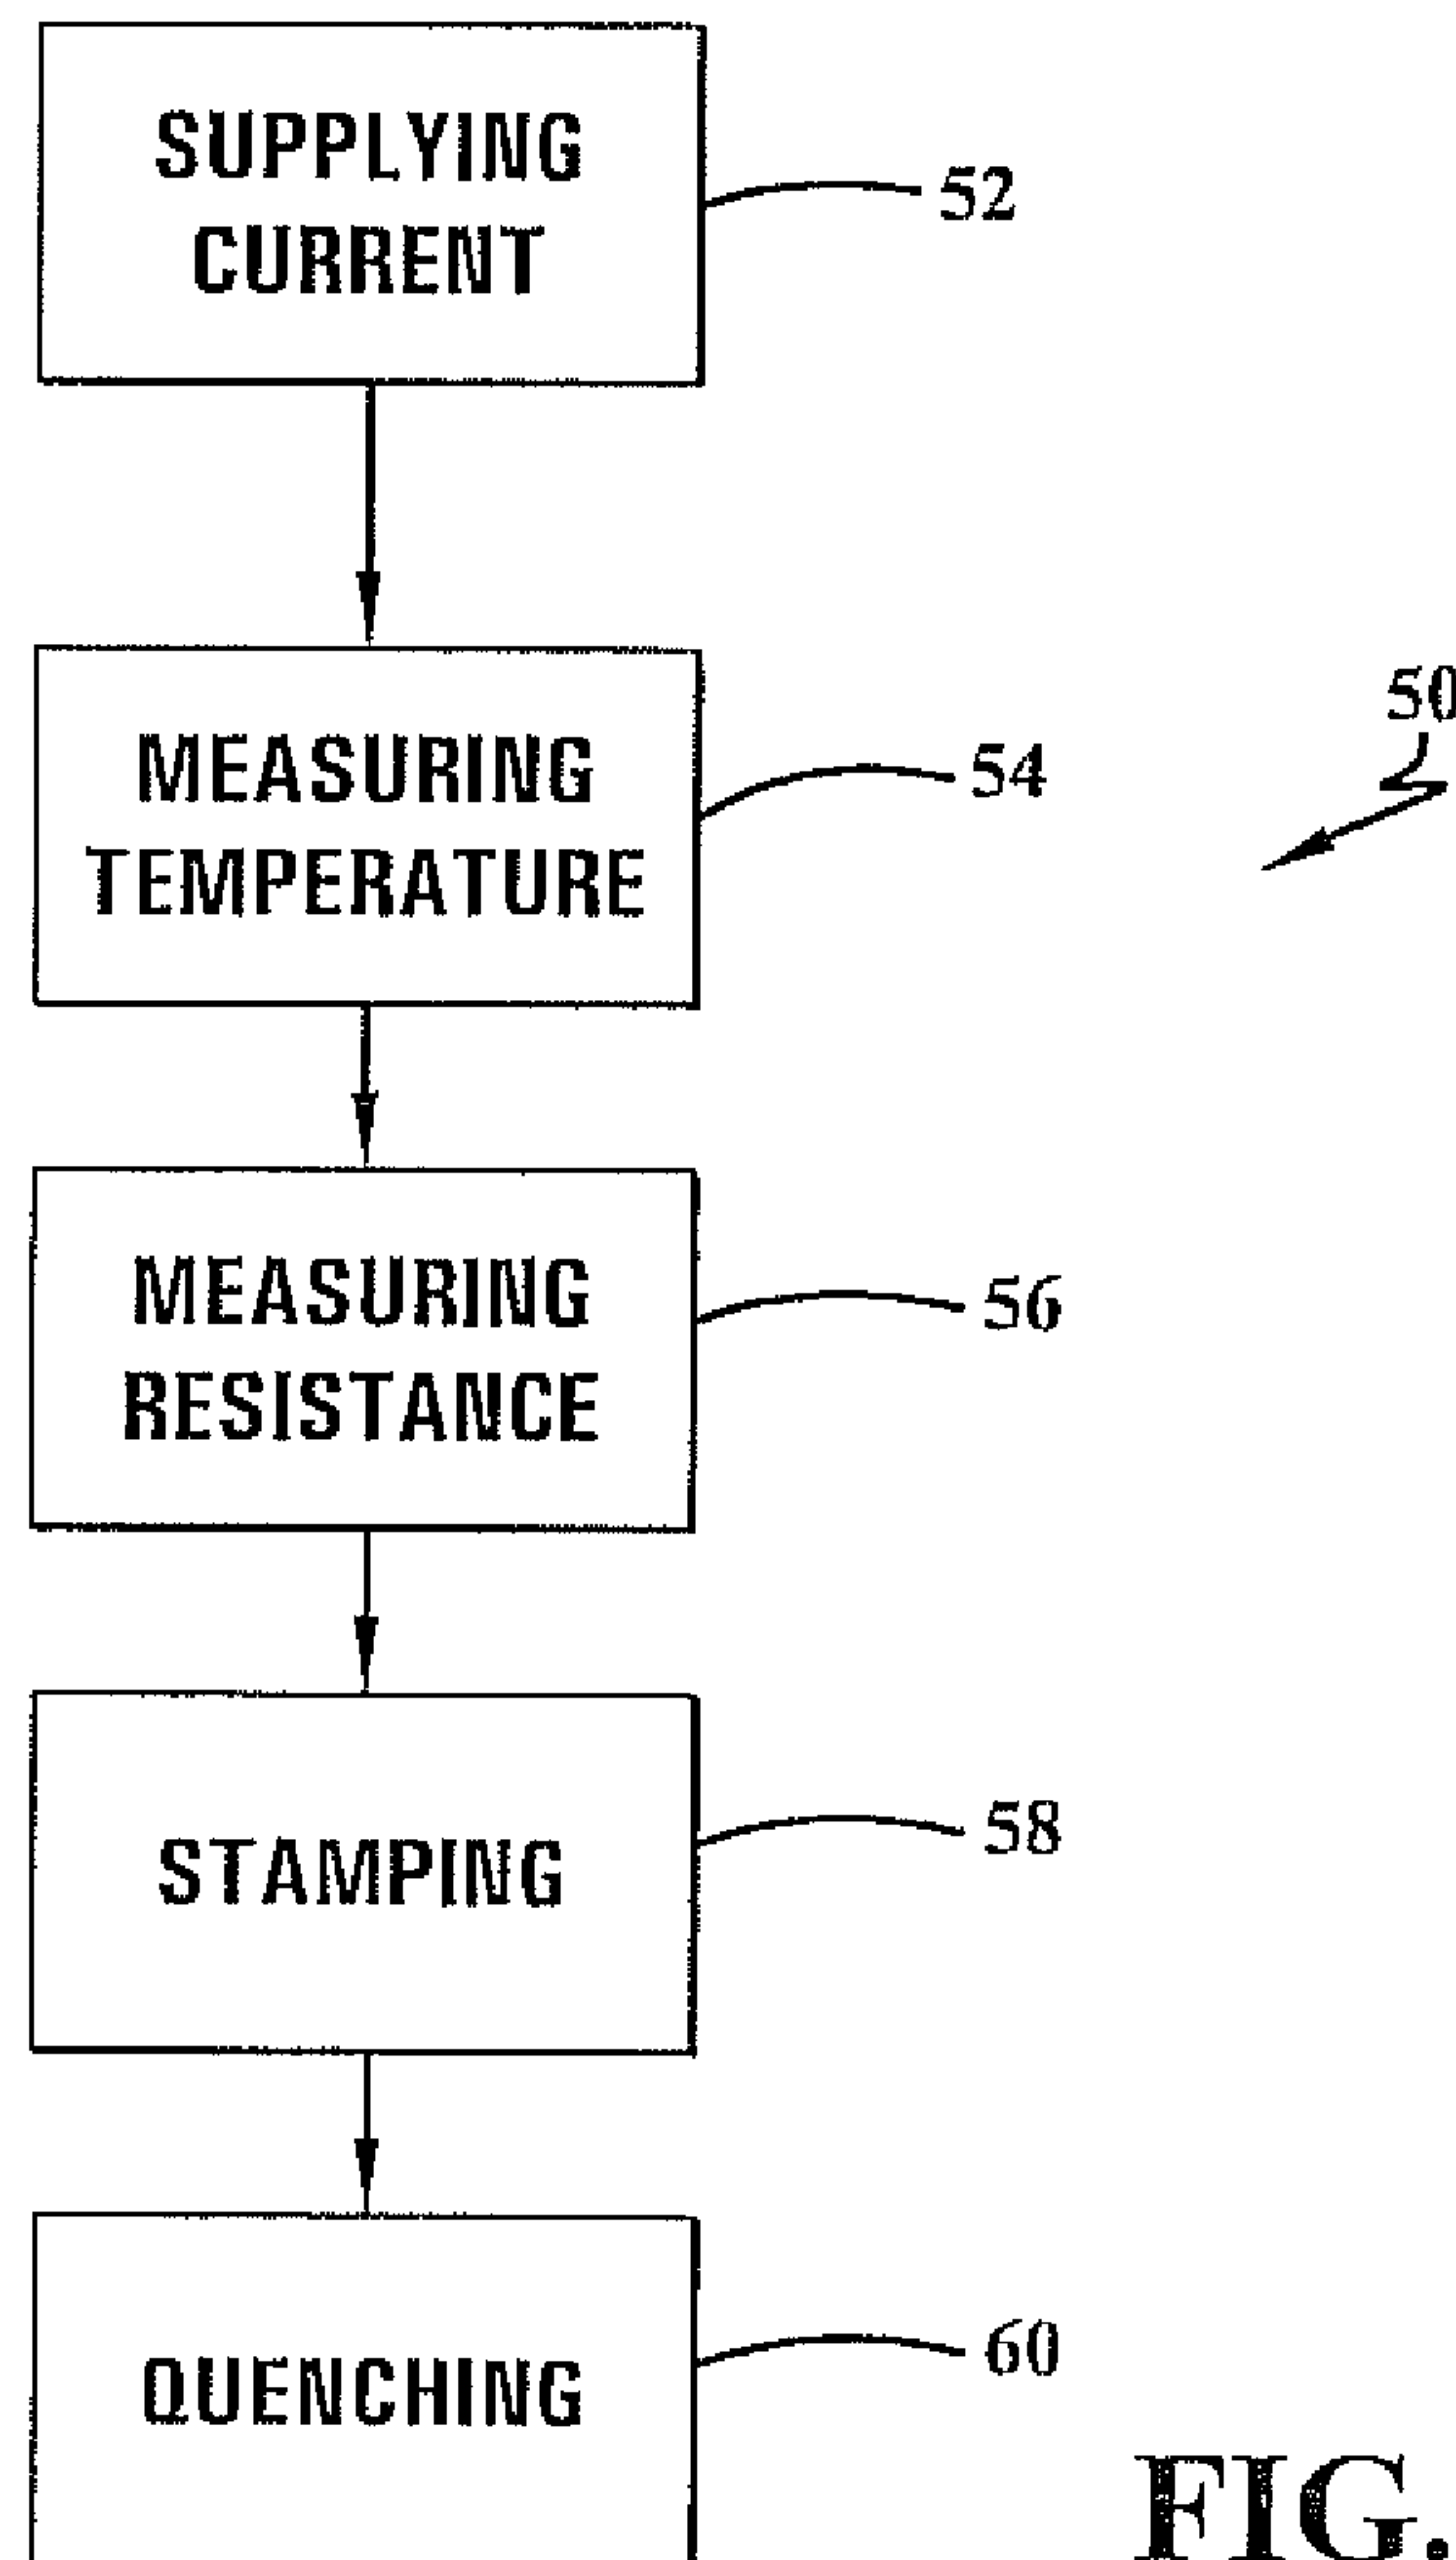 SUPPLYING
CURRENT
52
MEASURING
TEMPERATURE
54
50
MEASURING
RESISTANCE
56
STAMPING
58
QUENCHING
60
FIG.